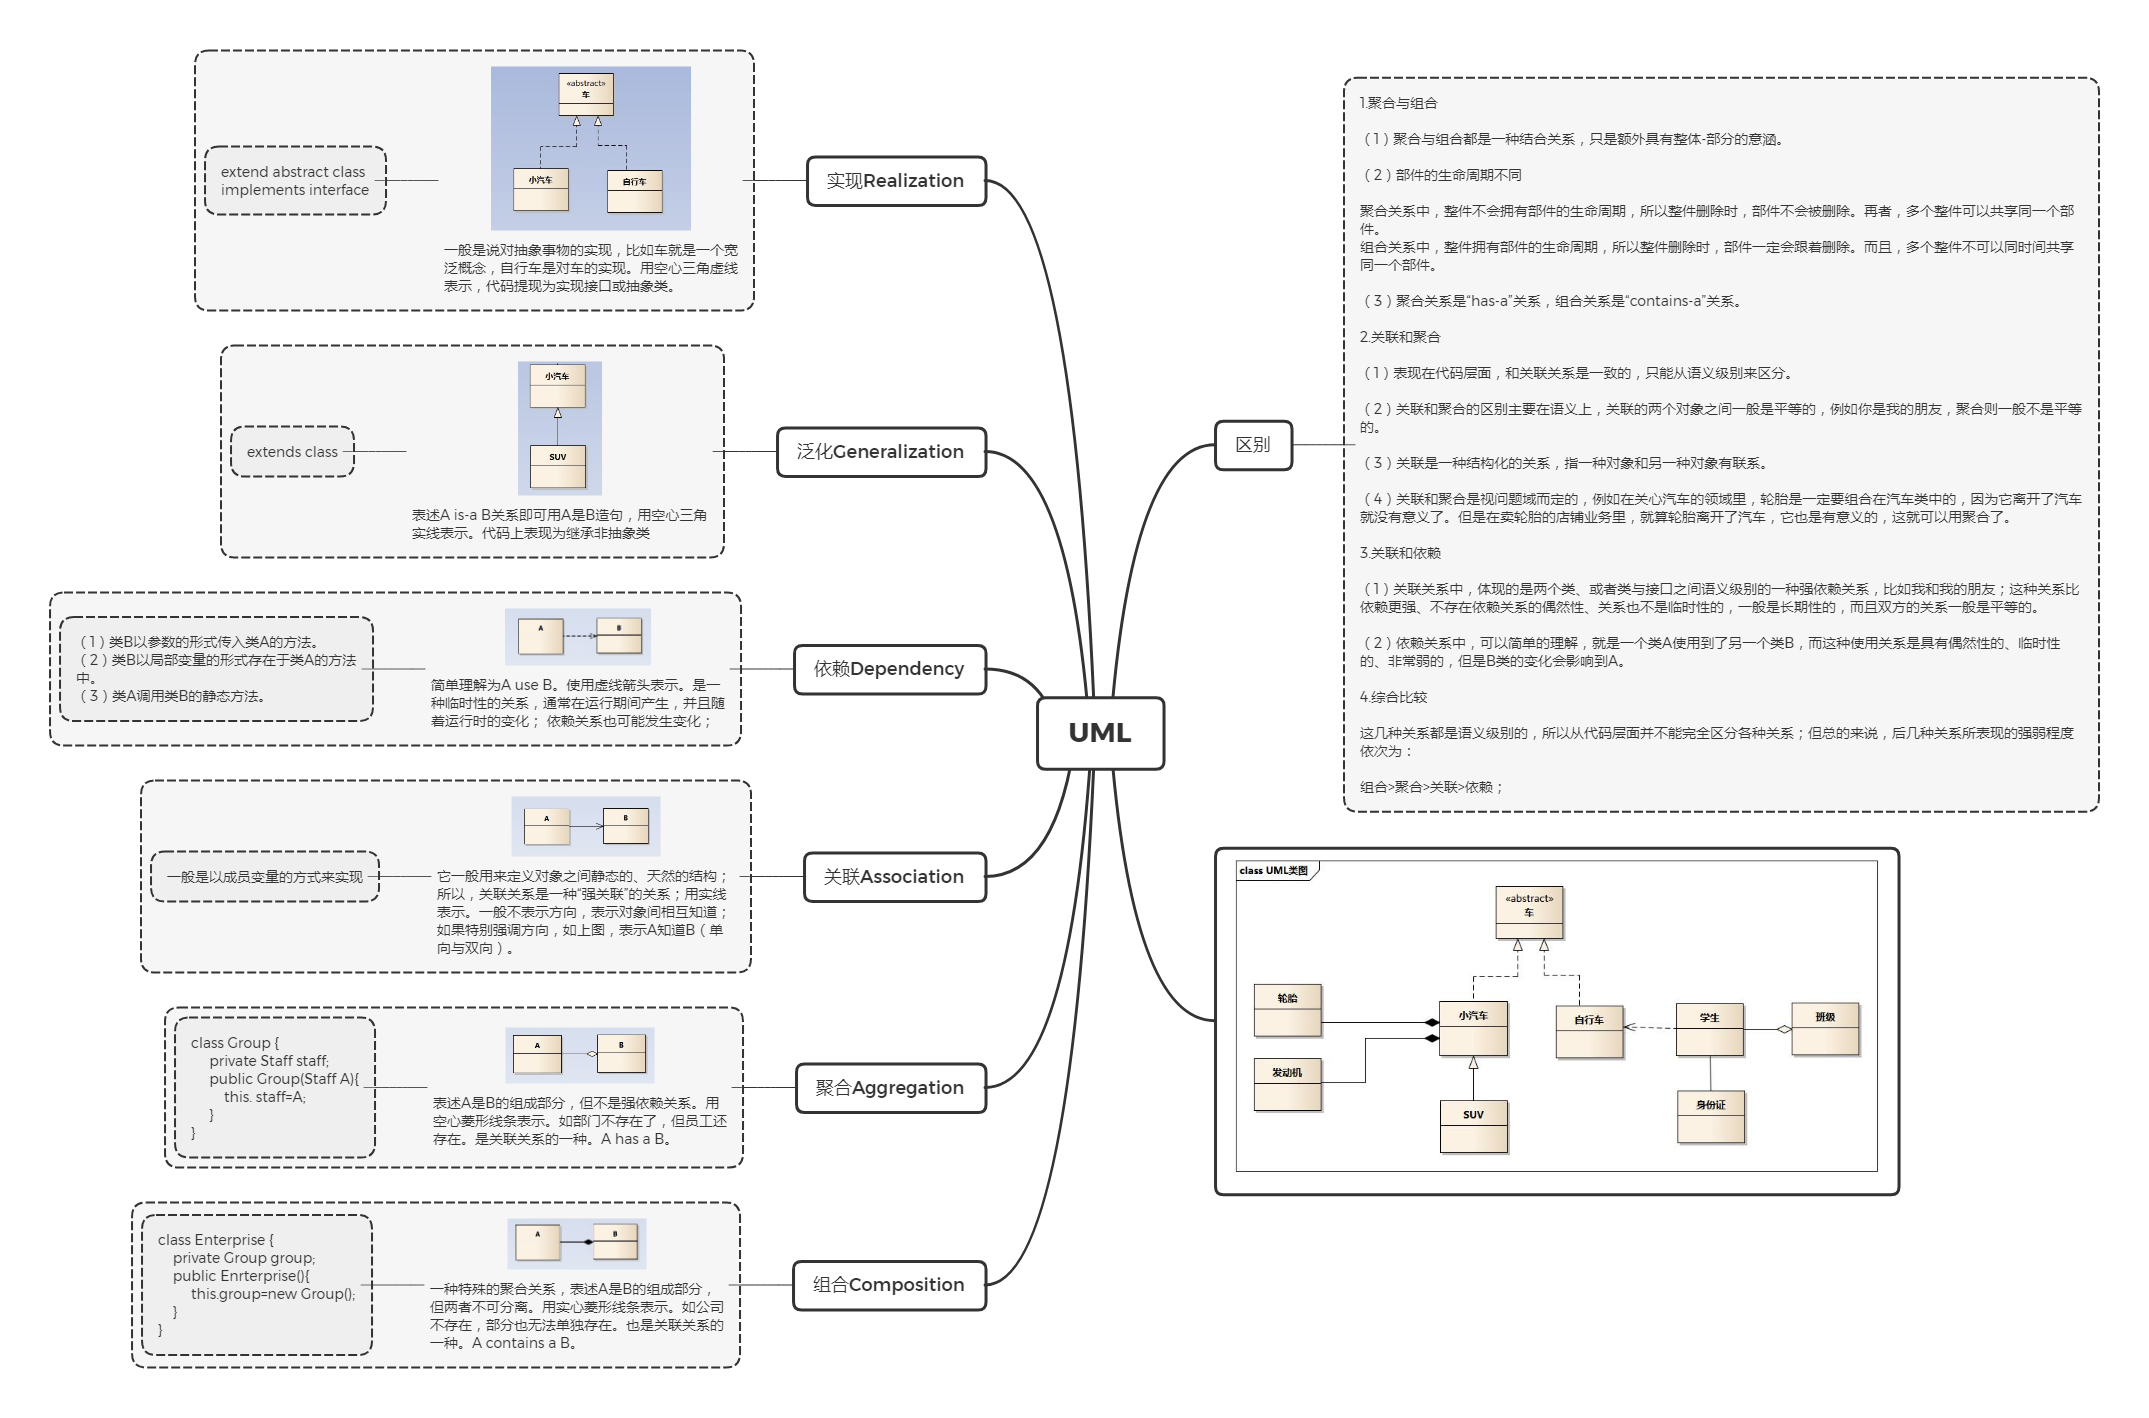 UML
实现Realization
«abstract»
车
小汽车
自行车
一般是说对抽象事物的实现，比如车就是一个宽
泛概念，自行车是对车的实现。用空心三角虚线
表示，代码提现为实现接口或抽象类。
extend abstract class
implements interface
泛化Generalization
小汽车
SUV
表述A is-a B关系即可用A是B造句，用空心三角
实线表示。代码上表现为继承非抽象类
extends class
依赖Dependency
A
B
简单理解为A use B。使用虚线箭头表示。是一
种临时性的关系，通常在运行期间产生，并且随
着运行时的变化； 依赖关系也可能发生变化；
（1）类B以参数的形式传入类A的方法。
（2）类B以局部变量的形式存在于类A的方法
中。
（3）类A调用类B的静态方法。
关联Association
A
B
它一般用来定义对象之间静态的、天然的结构；
所以，关联关系是一种“强关联”的关系；用实线
表示。一般不表示方向，表示对象间相互知道；
如果特别强调方向，如上图，表示A知道B（单
向与双向）。
一般是以成员变量的方式来实现
聚合Aggregation
A
B
表述A是B的组成部分，但不是强依赖关系。用
空心菱形线条表示。如部门不存在了，但员工还
存在。是关联关系的一种。A has a B。
class Group {
private Staff staff;
public Group(Staff A){
this. staff=A;
}
}
组合Composition
A
B
一种特殊的聚合关系，表述A是B的组成部分，
但两者不可分离。用实心菱形线条表示。如公司
不存在，部分也无法单独存在。也是关联关系的
一种。A contains a B。
class Enterprise {
private Group group;
public Enrterprise(){
this.group=new Group();
}
}
区别
1.聚合与组合
（1）聚合与组合都是一种结合关系，只是额外具有整体-部分的意涵。
（2）部件的生命周期不同
聚合关系中，整件不会拥有部件的生命周期，所以整件删除时，部件不会被删除。再者，多个整件可以共享同一个部
件。
组合关系中，整件拥有部件的生命周期，所以整件删除时，部件一定会跟着删除。而且，多个整件不可以同时间共享
同一个部件。
（3）聚合关系是“has-a”关系，组合关系是“contains-a”关系。
2.关联和聚合
（1）表现在代码层面，和关联关系是一致的，只能从语义级别来区分。
（2）关联和聚合的区别主要在语义上，关联的两个对象之间一般是平等的，例如你是我的朋友，聚合则一般不是平等
的。
（3）关联是一种结构化的关系，指一种对象和另一种对象有联系。
（4）关联和聚合是视问题域而定的，例如在关心汽车的领域里，轮胎是一定要组合在汽车类中的，因为它离开了汽车
就没有意义了。但是在卖轮胎的店铺业务里，就算轮胎离开了汽车，它也是有意义的，这就可以用聚合了。
3.关联和依赖
（1）关联关系中，体现的是两个类、或者类与接口之间语义级别的一种强依赖关系，比如我和我的朋友；这种关系比
依赖更强、不存在依赖关系的偶然性、关系也不是临时性的，一般是长期性的，而且双方的关系一般是平等的。
（2）依赖关系中，可以简单的理解，就是一个类A使用到了另一个类B，而这种使用关系是具有偶然性的、临时性
的、非常弱的，但是B类的变化会影响到A。
4.综合比较
这几种关系都是语义级别的，所以从代码层面并不能完全区分各种关系；但总的来说，后几种关系所表现的强弱程度
依次为：
组合>聚合>关联>依赖；
class UML类图
«abstract»
车
轮胎
小汽车
自行车
学生
班级
发动机
SUV
身份证